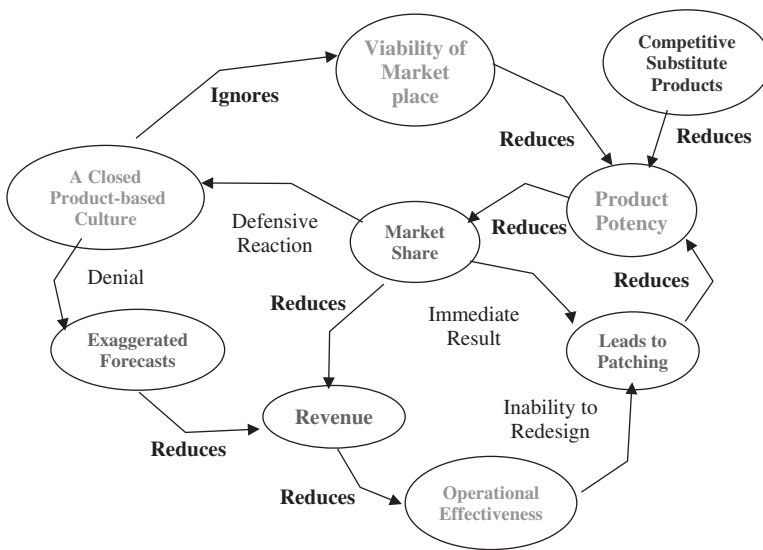 Viability of
Market
place
Competitive
Substitute
Products
Ignores
Reduces
Reduces
A Closed
Product-based
Culture
Product
Potency
Defensive
Reaction
Market
Share
Reduces
Denial
Reduces
Immediate
Result
Reduces
Exaggerated
Forecasts
Leads to
Patching
Revenue
Inability to
Redesign
Reduces
Reduces
Operational
Effectiveness